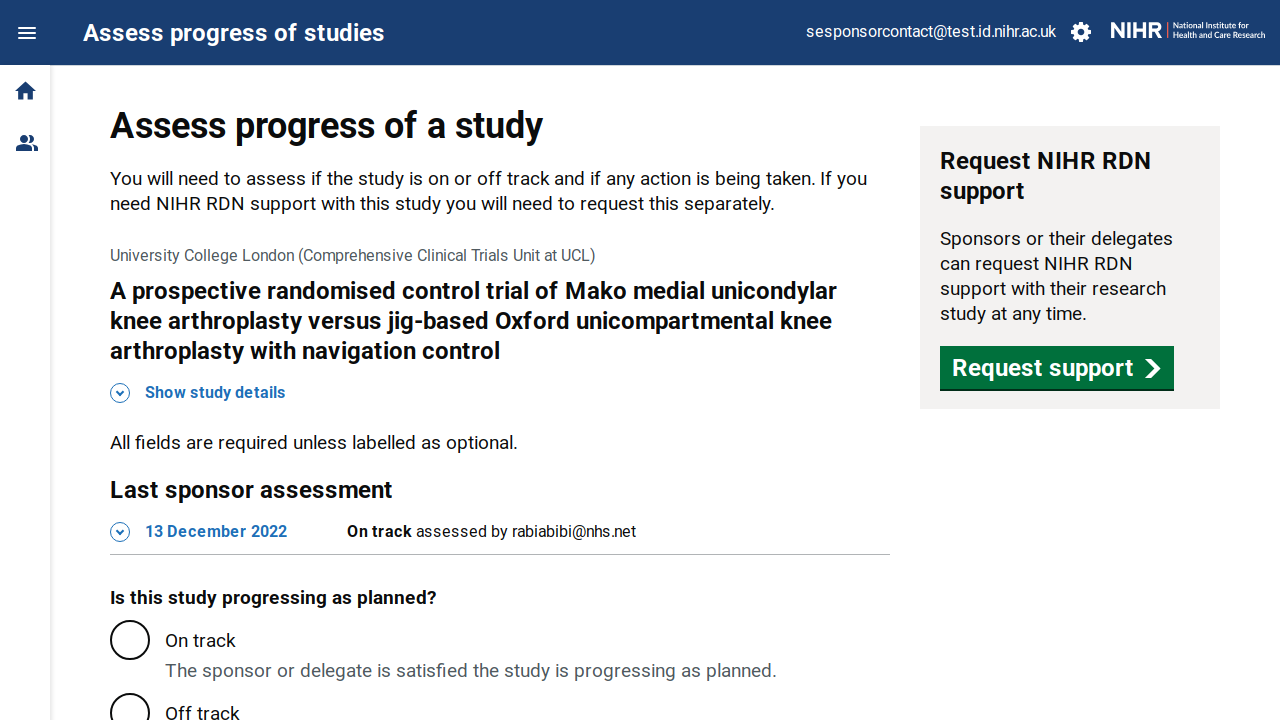 Assess progress of studies
sesponsorcontact@test.id.nihr.ac.uk
NIHR
National Institute for
Health and Care Research
Assess progress of a study
You will need to assess if the study is on or off track and if any action is being taken. If you
need NIHR RDN support with this study you will need to request this separately.
University College London (Comprehensive Clinical Trials Unit at UCL)
A prospective randomised control trial of Mako medial unicondylar
knee arthroplasty versus jig-based Oxford unicompartmental knee
arthroplasty with navigation control
Show study details
All fields are required unless labelled as optional.
Last sponsor assessment
13 December 2022
On track assessed by rabiabibi@nhs.net
Is this study progressing as planned?
On track
The sponsor or delegate is satisfied the study is progressing as planned.
Off track
Request NIHR RDN
support
Sponsors or their delegates
can request NIHR RDN
support with their research
study at any time.
Request support